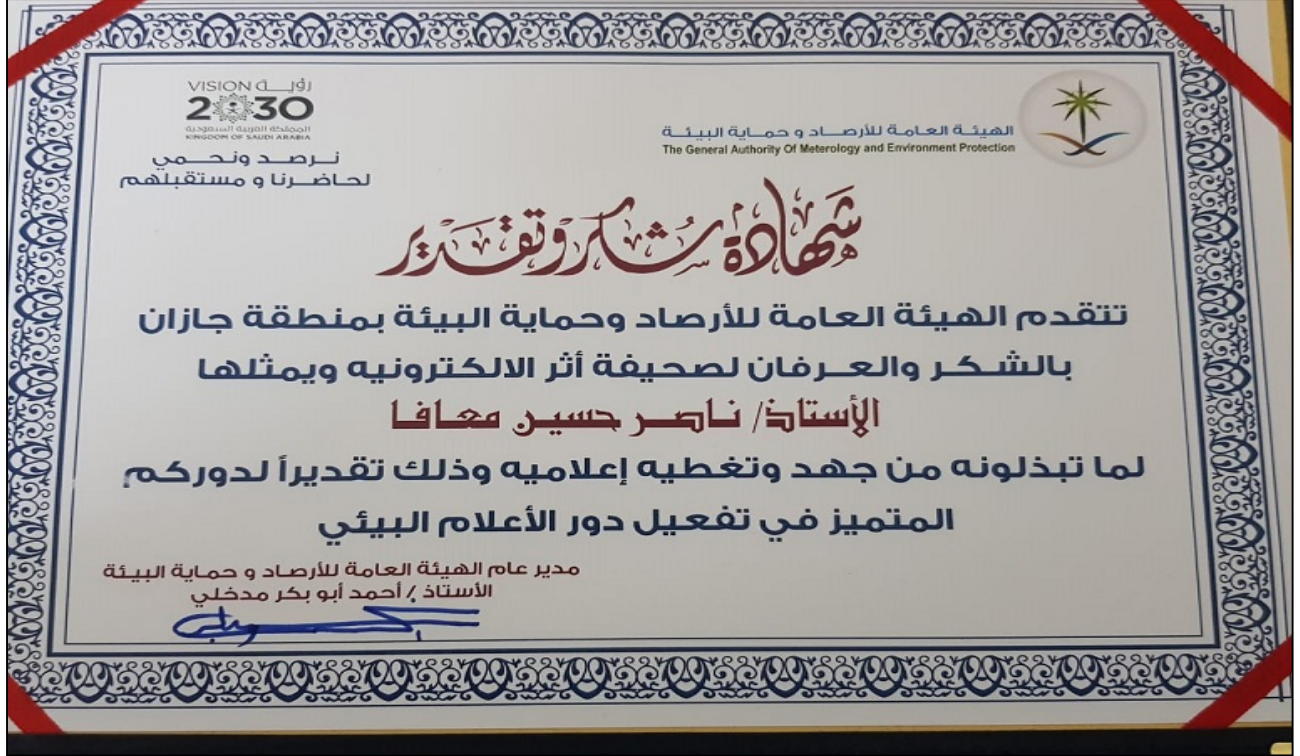 الهيئة العامة للأرصاد و حماية البيئة
The General Authority Of Meterology and Environment Protection
رؤية VISION
2030
المملكة العربية السعودية
KINGDOM OF SAUDI ARABIA
نرصد ونحمي
لحاضرنا و مستقبلهم
شهادة شكر وتقدير
تتقدم الهيئة العامة للأرصاد وحماية البيئة بمنطقة جازان
بالشكر والعرفان لصحيفة أثر الالكترونيه ويمثلها
الأستاذ/ ناصر حسين معافا
لما تبذلونه من جهد وتغطيه إعلاميه وذلك تقديراً لدوركم
المتميز في تفعيل دور الأعلام البيئي
مدير عام الهيئة العامة للأرصاد و حماية البيئة
الأستاذ / أحمد أبو بكر مدخلي